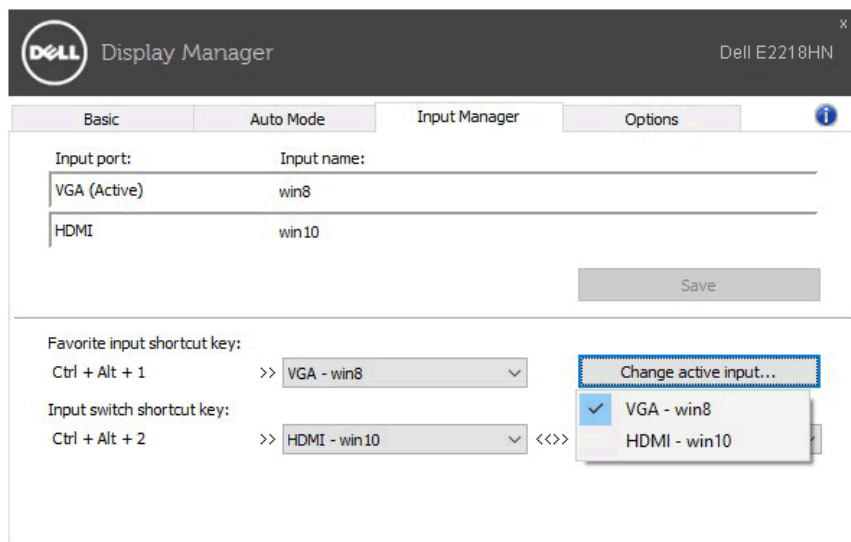 x
DELL Display Manager Dell E2218HN
Basic Auto Mode Input Manager Options i
Input port: Input name:
VGA (Active) win8
HDMI win10
Save
Favorite input shortcut key:
Ctrl + Alt + 1 >> VGA - win8 Change active input...
Input switch shortcut key: VGA - win8
Ctrl + Alt + 2 >> HDMI - win10 <<>> HDMI - win10